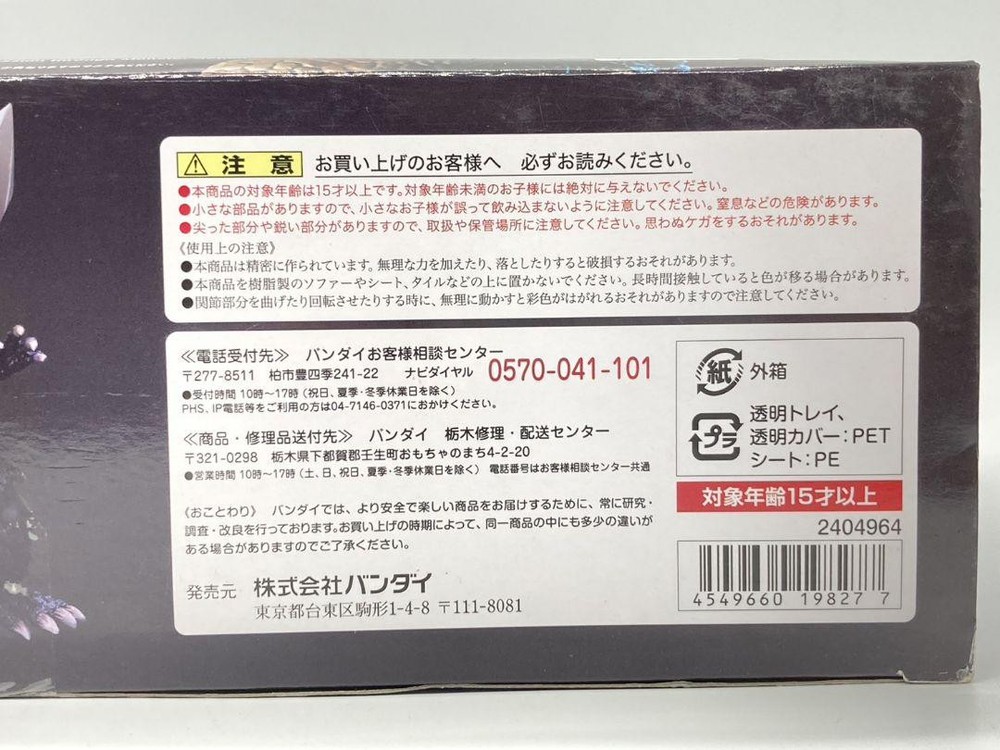 ⚠ 注意 お買い上げのお客様へ 必ずお読みください。
●本商品の対象年齢は15才以上です。対象年齢未満のお子様には絶対に与えないでください。
●小さな部品がありますので、小さなお子様が誤って飲み込まないように注意してください。窒息などの危険があります。
●尖った部分や鋭い部分がありますので、取扱や保管場所に注意してください。思わぬケガをするおそれがあります。
《使用上の注意》
●本商品は精密に作られています。無理な力を加えたり、落としたりすると破損するおそれがあります。
●本商品を樹脂製のソファーやシート、タイルなどの上に置かないでください。長時間接触していると色が移る場合があります。
●関節部分を曲げたり回転させたりする時に、無理に動かすと彩色がはがれるおそれがありますので注意してください。
≪電話受付先≫ バンダイお客様相談センター
〒277-8511 柏市豊四季241-22 ナビダイヤル 0570-041-101
●受付時間 10時～17時（祝日、夏季・冬季休業日を除く）
PHS、IP電話等をご利用の方は04-7146-0371におかけください。
≪商品・修理品送付先≫ バンダイ 栃木修理・配送センター
〒321-0298 栃木県下都賀郡壬生町おもちゃのまち4-2-20
●営業時間 10時～17時（土、日、祝日、夏季・冬季休業日を除く） 電話番号はお客様相談センター共通
《おことわり》 バンダイでは、より安全で楽しい商品をお届けするために、常に研究・
調査・改良を行っております。お買い上げの時期によって、同一商品の中にも多少の違いが
ある場合がありますのでご了承ください。
発売元 株式会社バンダイ
東京都台東区駒形1-4-8 〒111-8081
紙 外箱
プラ 透明トレイ、
透明カバー：PET
シート：PE
対象年齢15才以上
2404964
4549660 19827 7